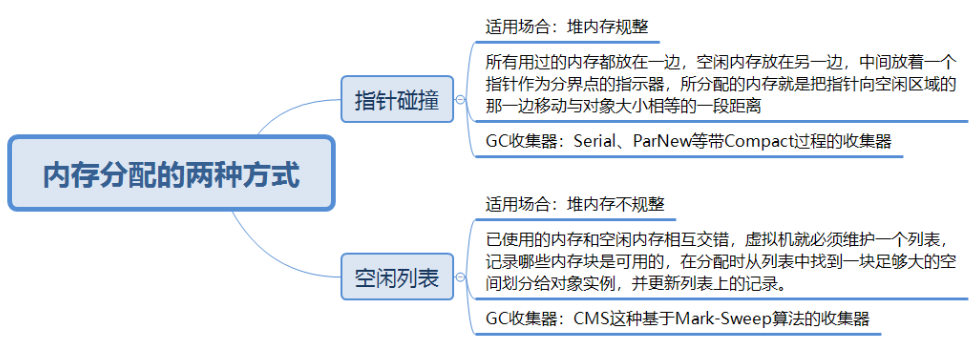 内存分配的两种方式
指针碰撞
适用场合：堆内存规整
所有用过的内存都放在一边，空闲内存放在另一边，中间放着一个
指针作为分界点的指示器，所分配的内存就是把指针向空闲区域的
那一边移动与对象大小相等的一段距离
GC收集器：Serial、ParNew等带Compact过程的收集器
空闲列表
适用场合：堆内存不规整
已使用的内存和空闲内存相互交错，虚拟机就必须维护一个列表，
记录哪些内存块是可用的，在分配时从列表中找到一块足够大的空
间划分给对象实例，并更新列表上的记录。
GC收集器：CMS这种基于Mark-Sweep算法的收集器